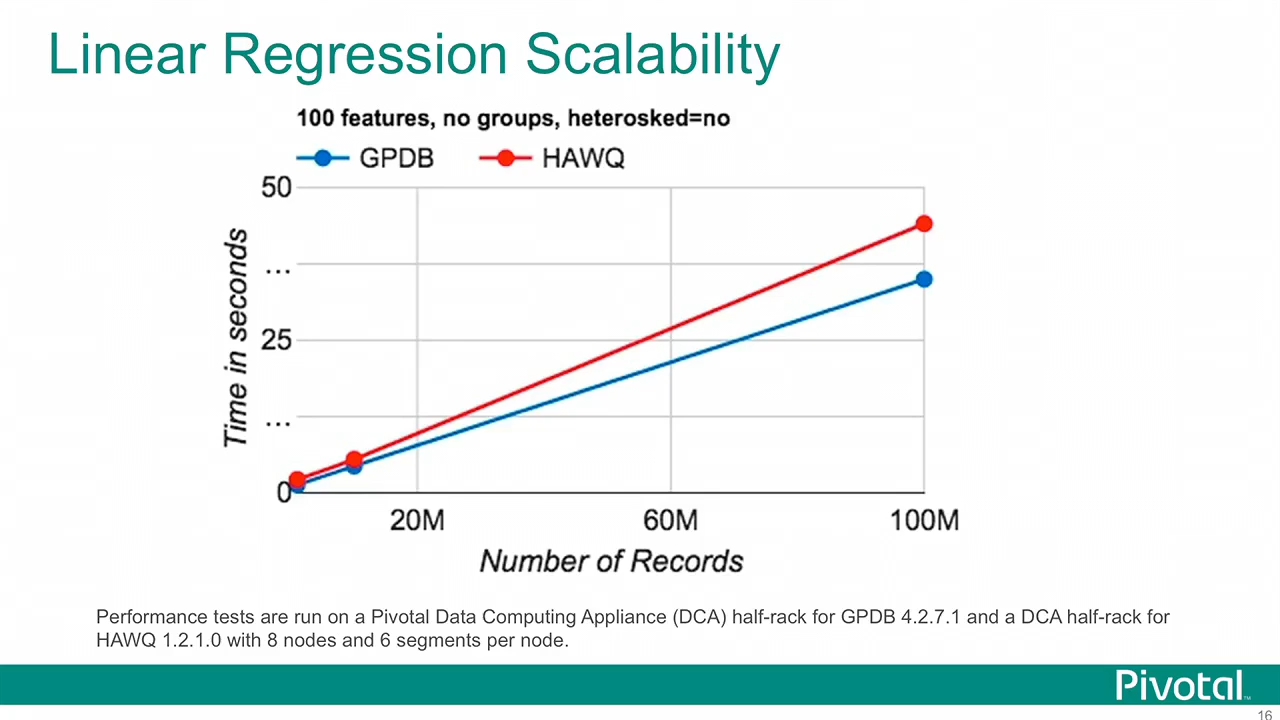 Linear Regression Scalability
100 features, no groups, heterosked=no
GPDB HAWQ
50
...
25
...
0
Time in seconds
20M 60M 100M
Number of Records
Performance tests are run on a Pivotal Data Computing Appliance (DCA) half-rack for GPDB 4.2.7.1 and a DCA half-rack for
HAWQ 1.2.1.0 with 8 nodes and 6 segments per node.
Pivotal™
16